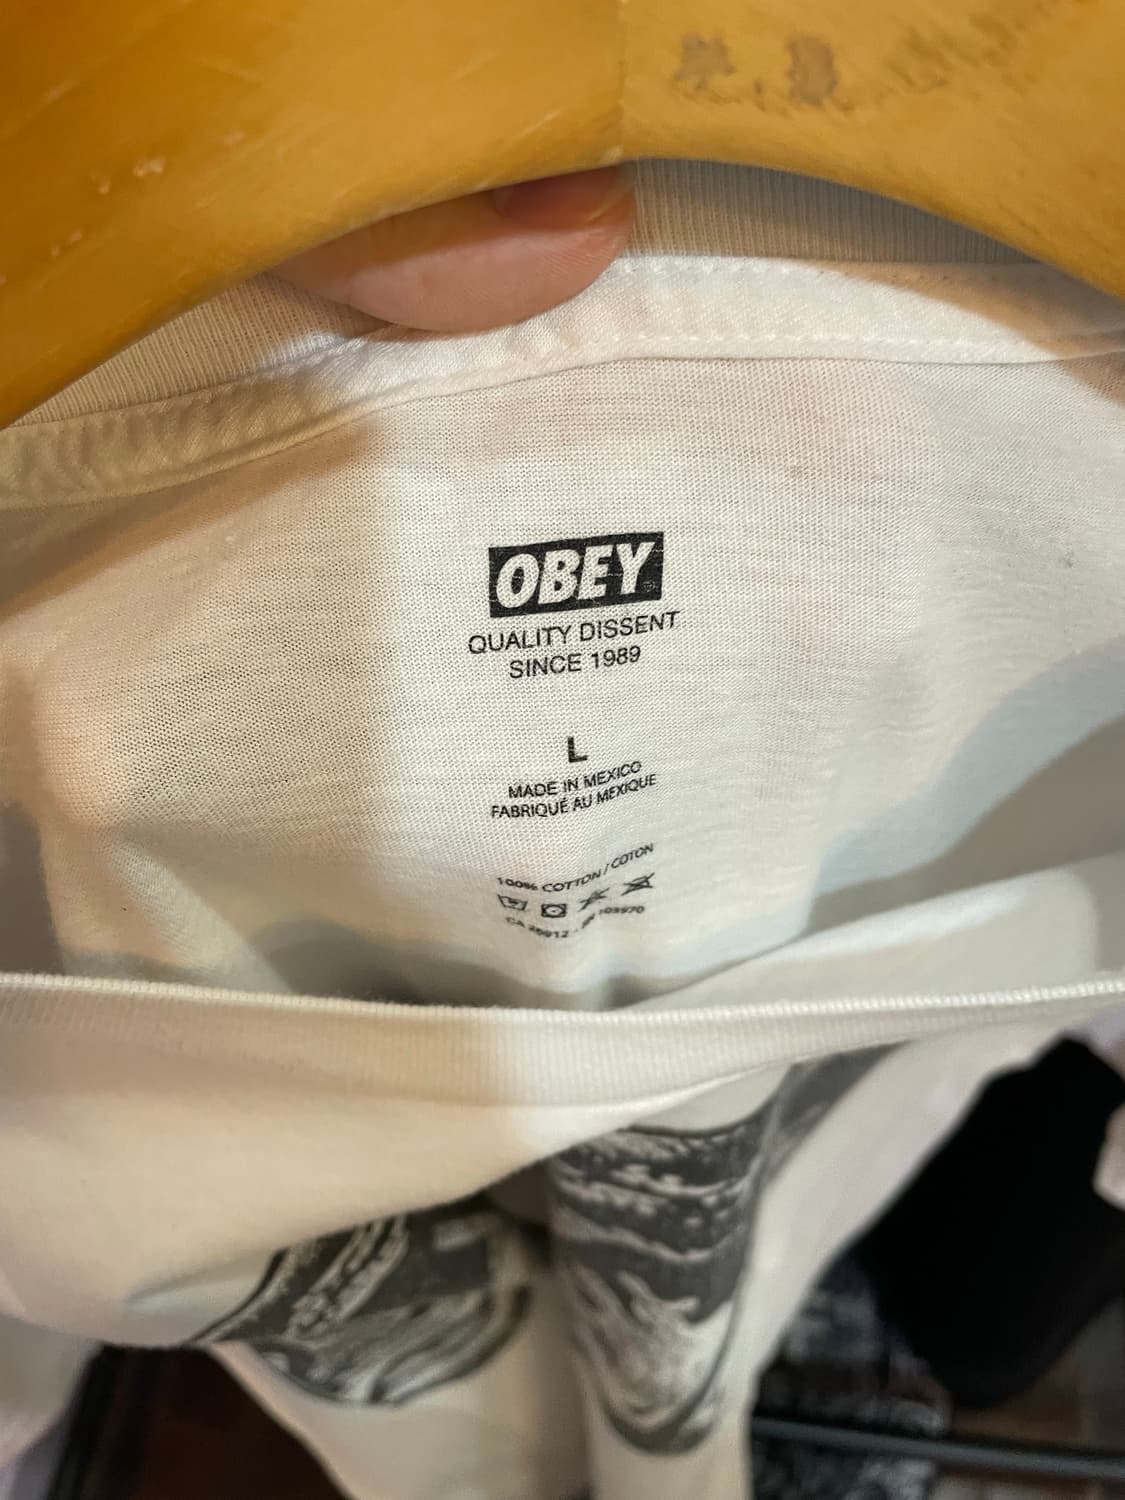 OBEY
QUALITY DISSENT
SINCE 1989
L
MADE IN MEXICO
FABRIQUÉ AU MEXIQUE
100% COTTON / COTON